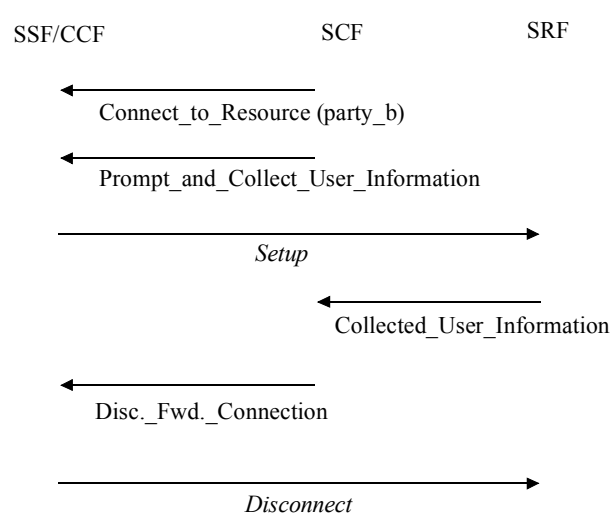 SSF/CCF SCF SRF
Connect_to_Resource (party_b)
Prompt_and_Collect_User_Information
Setup
Collected_User_Information
Disc._Fwd._Connection
Disconnect